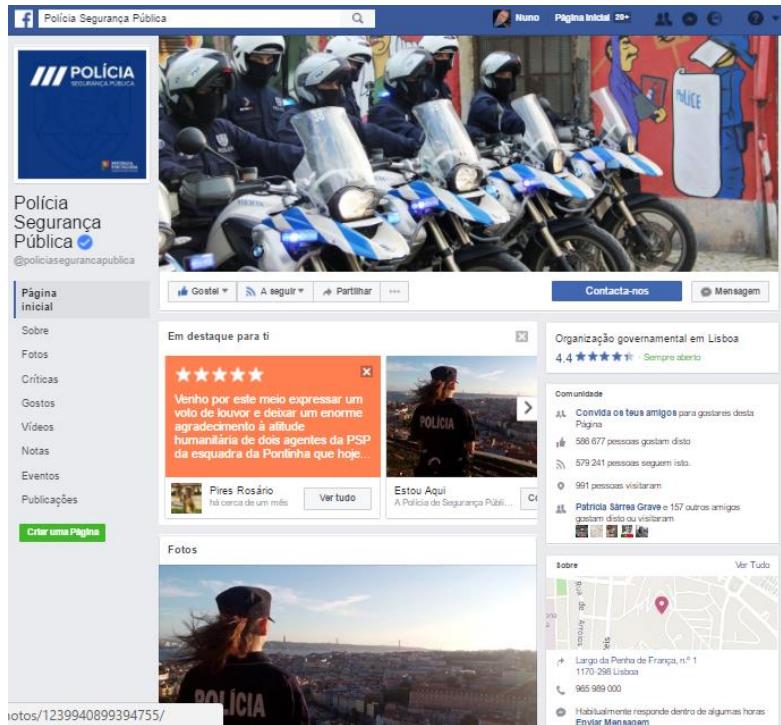 Polícia Segurança Pública
Nuno
Página Inicial 20+
POLÍCIA
SEGURANÇA PÚBLICA
POLICE
Polícia
Segurança
Pública
@policiasegurancapublica
Gostei
A seguir
Partilhar
Contacta-nos
Mensagem
Página
inicial
Sobre
Fotos
Críticas
Gostos
Vídeos
Notas
Eventos
Publicações
Criar uma Página
Em destaque para ti
Venho por este meio expressar um
voto de louvor e deixar um enorme
agradecimento à atitude
humanitária de dois agentes da PSP
da esquadra da Pontinha que hoje...
Pires Rosário
há cerca de um mês
Ver tudo
POLÍCIA
Estou Aqui
A Polícia de Segurança Públi...
Fotos
POLÍCIA
Organização governamental em Lisboa
4.4 ★★★★★ · Sempre aberto
Comunidade
Convida os teus amigos para gostares desta
Página
586 677 pessoas gostam disto
579 241 pessoas seguem isto.
991 pessoas visitaram
Patricia Sárrea Grave e 157 outros amigos
gostam disto ou visitaram
Sobre
Ver Tudo
Largo da Penha de França, n.º 1
1170-298 Lisboa
965 989 000
Habitualmente responde dentro de algumas horas
Enviar Mensagem
otos/1239940899394755/